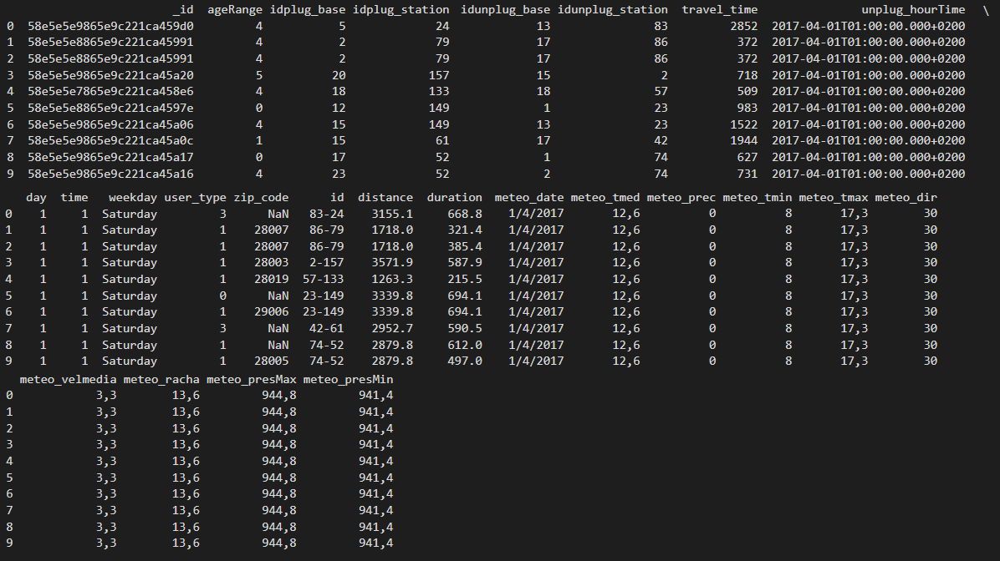 _id ageRange idplug_base idplug_station idunplug_base idunplug_station travel_time unplug_hourTime \
0 58e5e5e9865e9c221ca459d0 4 5 24 13 83 2852 2017-04-01T01:00:00.000+0200
1 58e5e5e8865e9c221ca45991 4 2 79 17 86 372 2017-04-01T01:00:00.000+0200
2 58e5e5e8865e9c221ca45991 4 2 79 17 86 372 2017-04-01T01:00:00.000+0200
3 58e5e5e9865e9c221ca45a20 5 20 157 15 2 718 2017-04-01T01:00:00.000+0200
4 58e5e5e7865e9c221ca458e6 4 18 133 18 57 509 2017-04-01T01:00:00.000+0200
5 58e5e5e8865e9c221ca4597e 0 12 149 1 23 983 2017-04-01T01:00:00.000+0200
6 58e5e5e9865e9c221ca45a06 4 15 149 13 23 1522 2017-04-01T01:00:00.000+0200
7 58e5e5e9865e9c221ca45a0c 1 15 61 17 42 1944 2017-04-01T01:00:00.000+0200
8 58e5e5e9865e9c221ca45a17 0 17 52 1 74 627 2017-04-01T01:00:00.000+0200
9 58e5e5e9865e9c221ca45a16 4 23 52 2 74 731 2017-04-01T01:00:00.000+0200
day time weekday user_type zip_code id distance duration meteo_date meteo_tmed meteo_prec meteo_tmin meteo_tmax meteo_dir
0 1 1 Saturday 3 NaN 83-24 3155.1 668.8 1/4/2017 12,6 0 8 17,3 30
1 1 1 Saturday 1 28007 86-79 1718.0 321.4 1/4/2017 12,6 0 8 17,3 30
2 1 1 Saturday 1 28007 86-79 1718.0 385.4 1/4/2017 12,6 0 8 17,3 30
3 1 1 Saturday 1 28003 2-157 3571.9 587.9 1/4/2017 12,6 0 8 17,3 30
4 1 1 Saturday 1 28019 57-133 1263.3 215.5 1/4/2017 12,6 0 8 17,3 30
5 1 1 Saturday 0 NaN 23-149 3339.8 694.1 1/4/2017 12,6 0 8 17,3 30
6 1 1 Saturday 1 29006 23-149 3339.8 694.1 1/4/2017 12,6 0 8 17,3 30
7 1 1 Saturday 3 NaN 42-61 2952.7 590.5 1/4/2017 12,6 0 8 17,3 30
8 1 1 Saturday 1 NaN 74-52 2879.8 612.0 1/4/2017 12,6 0 8 17,3 30
9 1 1 Saturday 1 28005 74-52 2879.8 497.0 1/4/2017 12,6 0 8 17,3 30
meteo_velmedia meteo_racha meteo_presMax meteo_presMin
0 3,3 13,6 944,8 941,4
1 3,3 13,6 944,8 941,4
2 3,3 13,6 944,8 941,4
3 3,3 13,6 944,8 941,4
4 3,3 13,6 944,8 941,4
5 3,3 13,6 944,8 941,4
6 3,3 13,6 944,8 941,4
7 3,3 13,6 944,8 941,4
8 3,3 13,6 944,8 941,4
9 3,3 13,6 944,8 941,4